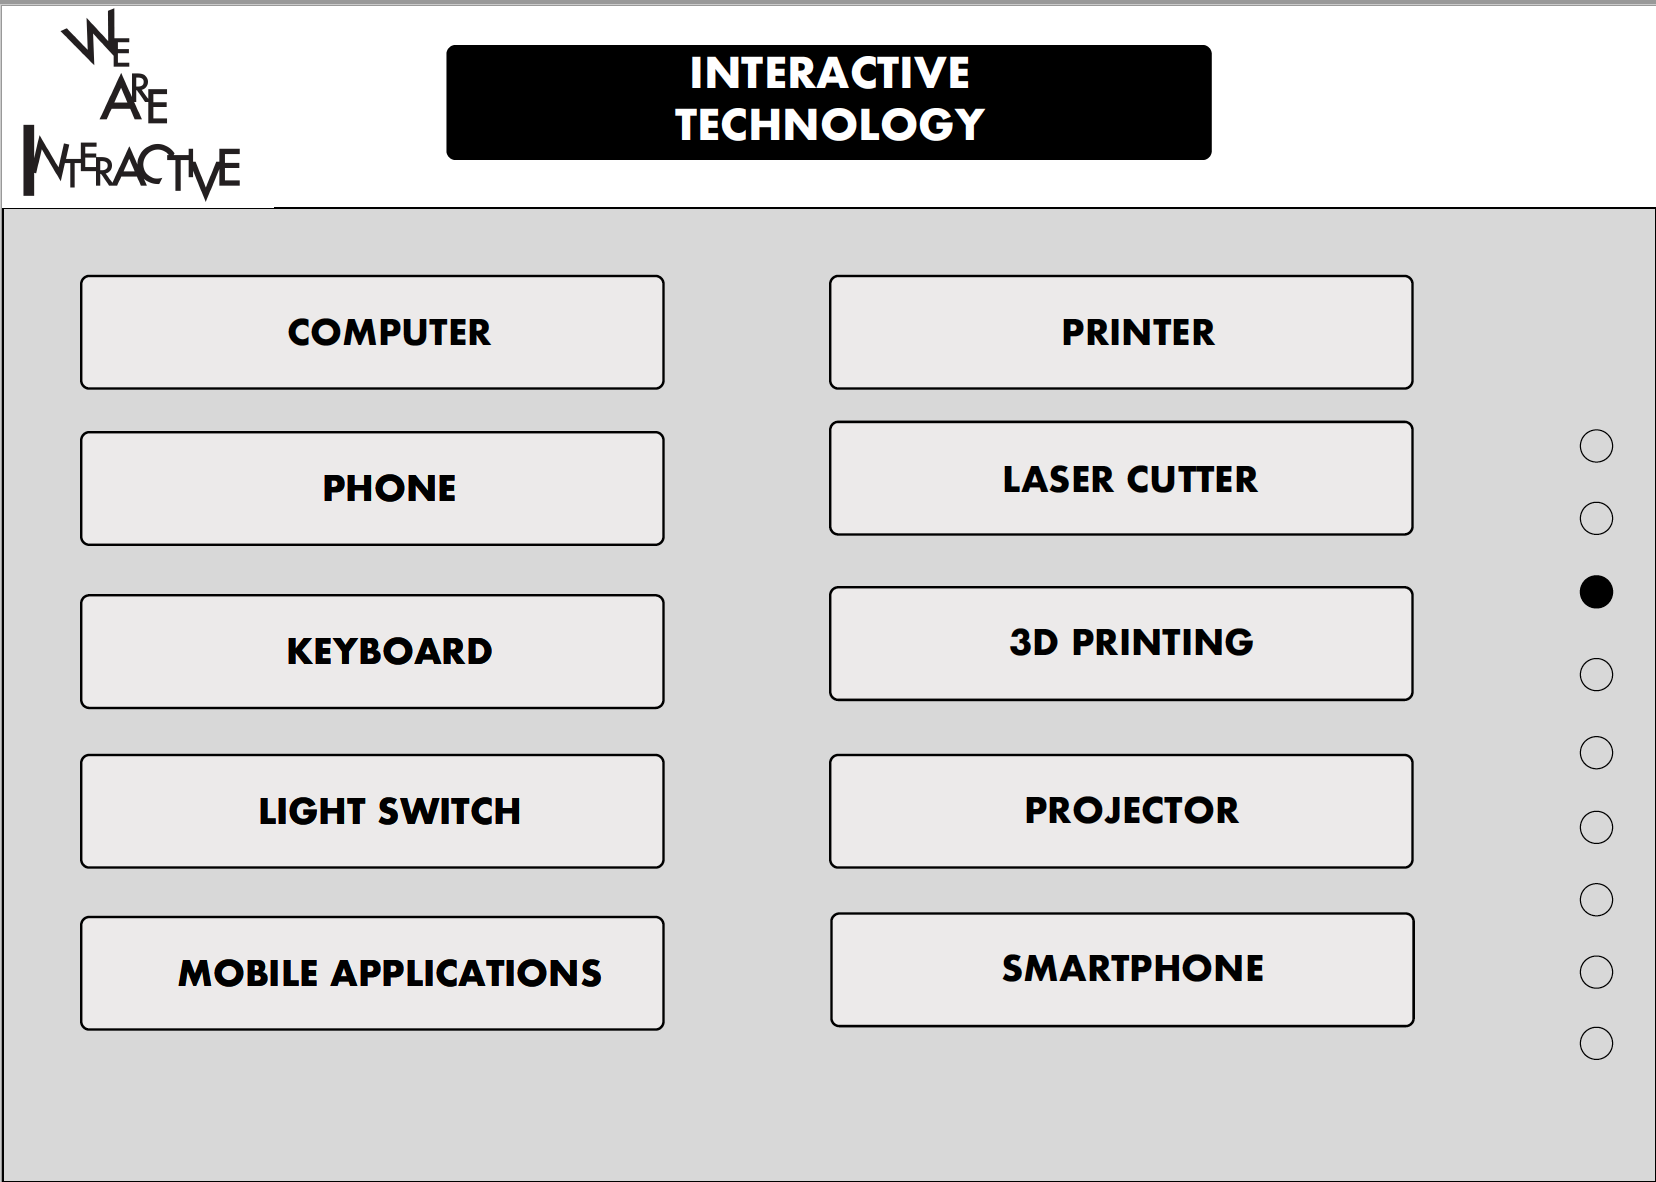 WE
ARE
INTERACTIVE
INTERACTIVE
TECHNOLOGY
COMPUTER
PRINTER
PHONE
LASER CUTTER
KEYBOARD
3D PRINTING
LIGHT SWITCH
PROJECTOR
MOBILE APPLICATIONS
SMARTPHONE